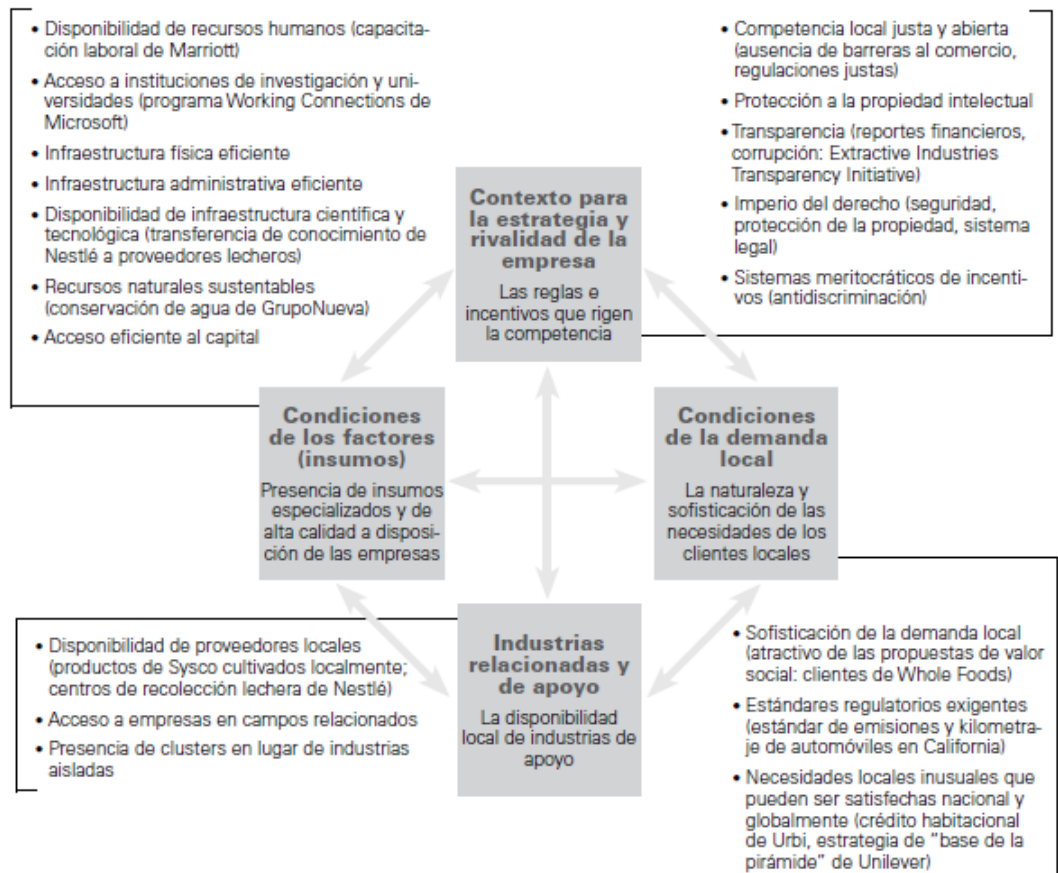 • Disponibilidad de recursos humanos (capacita-
ción laboral de Marriott)
• Acceso a instituciones de investigación y uni-
versidades (programa Working Connections de
Microsoft)
• Infraestructura física eficiente
• Infraestructura administrativa eficiente
• Disponibilidad de infraestructura científica y
tecnológica (transferencia de conocimiento de
Nestlé a proveedores lecheros)
• Recursos naturales sustentables
(conservación de agua de GrupoNueva)
• Acceso eficiente al capital
• Competencia local justa y abierta
(ausencia de barreras al comercio,
regulaciones justas)
• Protección a la propiedad intelectual
• Transparencia (reportes financieros,
corrupción: Extractive Industries
Transparency Initiative)
• Imperio del derecho (seguridad,
protección de la propiedad, sistema
legal)
• Sistemas meritocráticos de incenti-
vos (antidiscriminación)
Contexto para
la estrategia y
rivalidad de la
empresa
Las reglas e
incentivos que rigen
la competencia
Condiciones
de los factores
(insumos)
Presencia de insumos
especializados y de
alta calidad a disposi-
ción de las empresas
Condiciones
de la demanda
local
La naturaleza y
sofisticación de las
necesidades de los
clientes locales
Industrias
relacionadas y
de apoyo
La disponibilidad
local de industrias de
apoyo
• Disponibilidad de proveedores locales
(productos de Sysco cultivados localmente;
centros de recolección lechera de Nestlé)
• Acceso a empresas en campos relacionados
• Presencia de clusters en lugar de industrias
aisladas
• Sofisticación de la demanda local
(atractivo de las propuestas de valor
social: clientes de Whole Foods)
• Estándares regulatorios exigentes
(estándar de emisiones y kilometra-
je de automóviles en California)
• Necesidades locales inusuales que
pueden ser satisfechas nacional y
globalmente (crédito habitacional
de Urbi, estrategia de "base de la
pirámide" de Unilever)